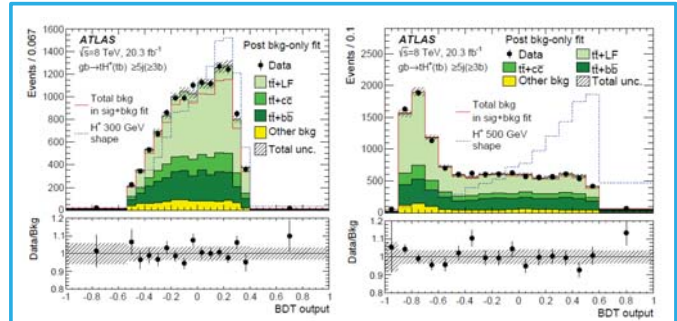 Events / 0.067
ATLAS
√s=8 TeV, 20.3 fb⁻¹
gb→tH⁺(tb) ≥5j(≥3b)
Total bkg
in sig+bkg fit
H⁺ 300 GeV
shape
Post bkg-only fit
Data
tt̄+LF
tt̄+cc̄
tt̄+bb̄
Other bkg
Total unc.
1600
1400
1200
1000
800
600
400
200
0
Data/Bkg
1.2
1.1
1
0.9
0.8
-1 -0.8 -0.6 -0.4 -0.2 0 0.2 0.4 0.6 0.8 1
BDT output
Events / 0.1
ATLAS
√s=8 TeV, 20.3 fb⁻¹
gb→tH⁺(tb) ≥5j(≥3b)
Post bkg-only fit
Data
tt̄+LF
tt̄+cc̄
tt̄+bb̄
Other bkg
Total unc.
Total bkg
in sig+bkg fit
H⁺ 500 GeV
shape
2500
2000
1500
1000
500
0
Data/Bkg
1.2
1.1
1
0.9
0.8
-1 -0.8 -0.6 -0.4 -0.2 0 0.2 0.4 0.6 0.8 1
BDT output